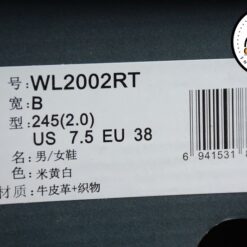 号: WL2002RT
宽: B
型: 245(2.0)
US 7.5 EU 38
名: 男/女鞋
色: 米黄白
材质: 牛皮革+织物
6 941531 8